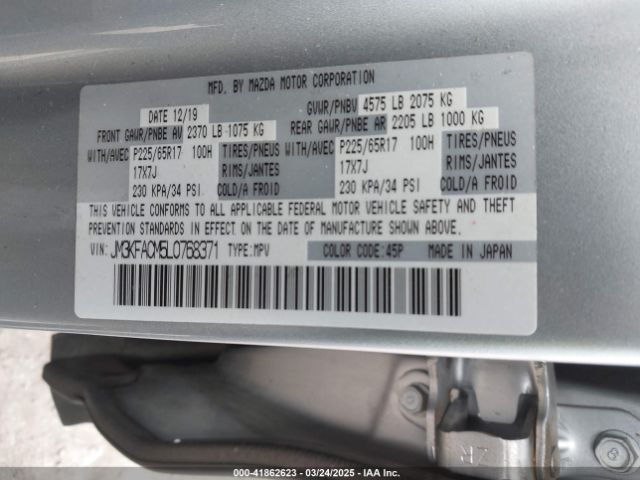 MFD. BY MAZDA MOTOR CORPORATION
DATE 12/19 GVWR/PNBV 4575 LB 2075 KG
FRONT GAWR/PNBE AV 2370 LB 1075 KG REAR GAWR/PNBE AR 2205 LB 1000 KG
WITH/AVEC P225/65R17 100H TIRES/PNEUS WITH/AVEC P225/65R17 100H TIRES/PNEUS
17X7J RIMS/JANTES 17X7J RIMS/JANTES
230 KPA/34 PSI COLD/A FROID 230 KPA/34 PSI COLD/A FROID
THIS VEHICLE CONFORMS TO ALL APPLICABLE FEDERAL MOTOR VEHICLE SAFETY AND THEFT
PREVENTION STANDARDS IN EFFECT ON THE DATE OF MANUFACTURE SHOWN ABOVE.
VIN: JM3KFACM5L0768371 TYPE: MPV COLOR CODE: 45P MADE IN JAPAN
000-41862623 - 03/24/2025 - IAA Inc.